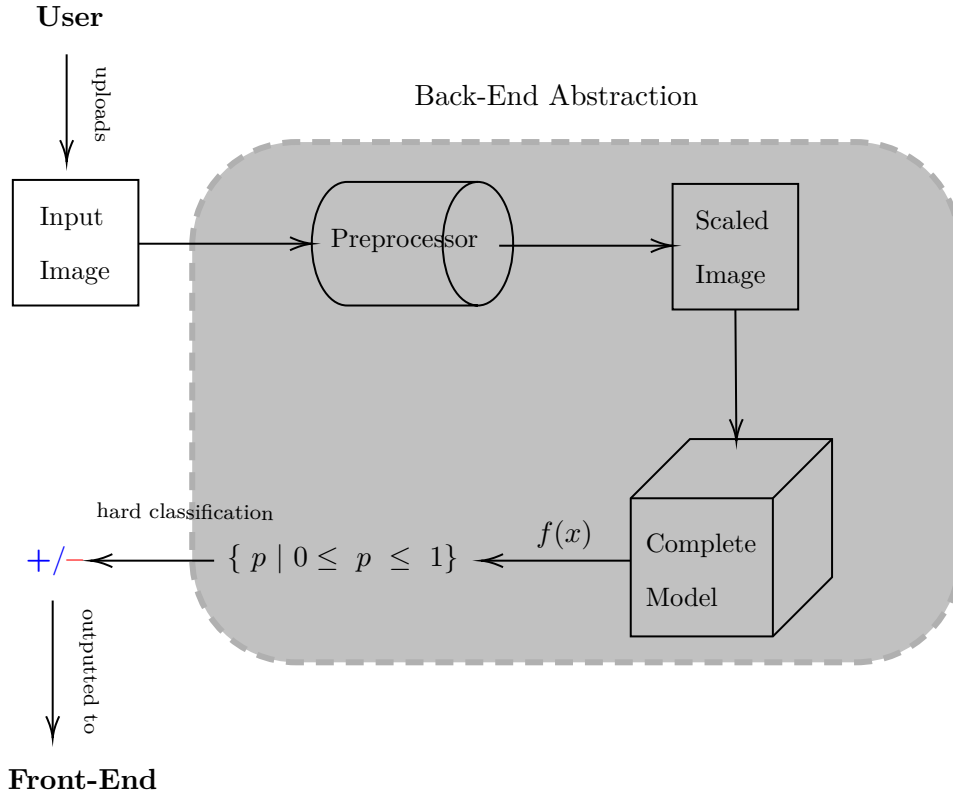 User
uploads
Back-End Abstraction
Input
Image
Preprocessor
Scaled
Image
hard classification
+/−
{ p | 0 ≤ p ≤ 1}
f(x)
Complete
Model
outputted to
Front-End